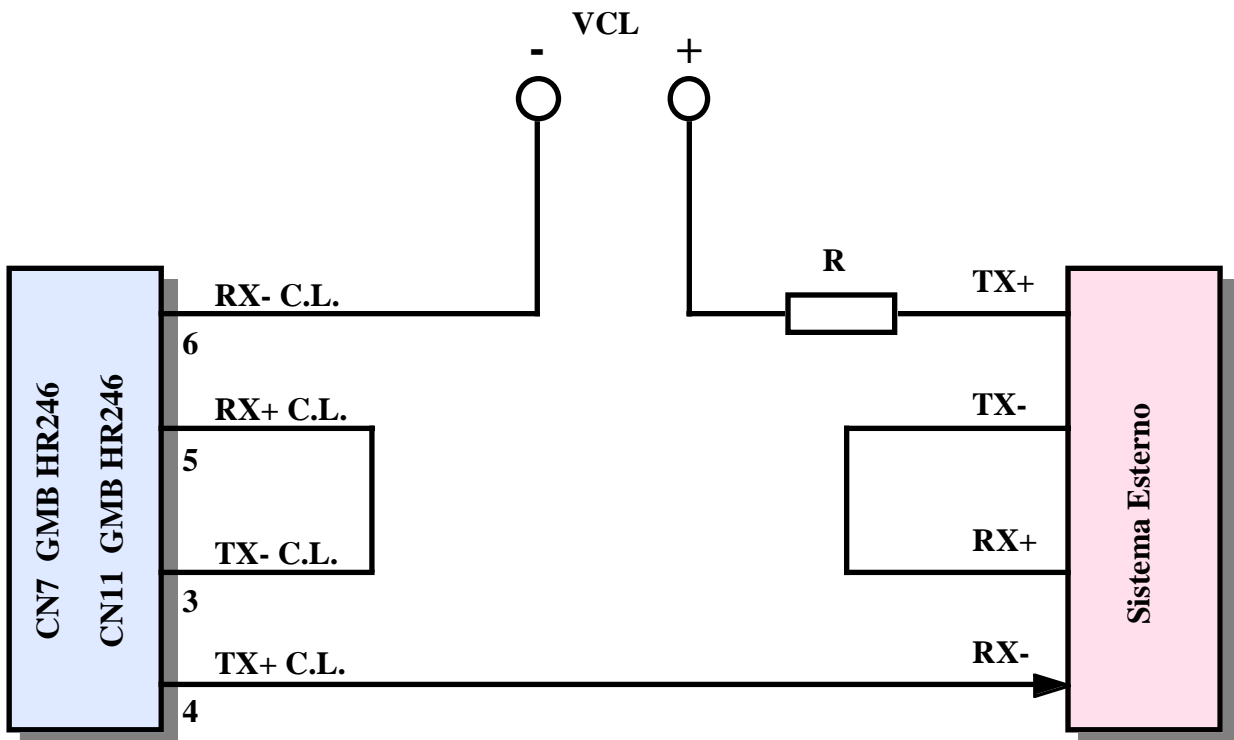 VCL
- +
R
RX- C.L.
TX+
6
RX+ C.L.
TX-
5
TX- C.L.
RX+
3
TX+ C.L.
RX-
4
CN7 GMB HR246
CN11 GMB HR246
Sistema Esterno